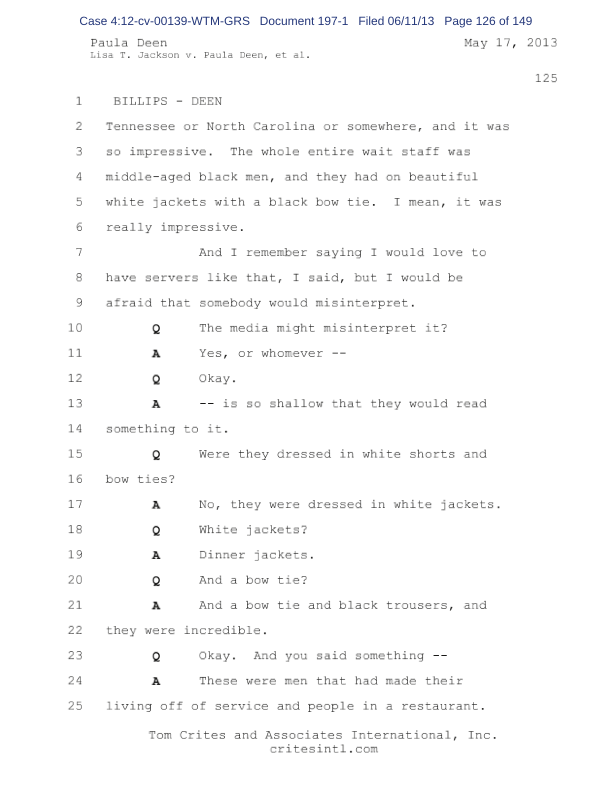 Case 4:12-cv-00139-WTM-GRS Document 197-1 Filed 06/11/13 Page 126 of 149
Paula Deen May 17, 2013
Lisa T. Jackson v. Paula Deen, et al.
125
1 BILLIPS - DEEN
2 Tennessee or North Carolina or somewhere, and it was
3 so impressive. The whole entire wait staff was
4 middle-aged black men, and they had on beautiful
5 white jackets with a black bow tie. I mean, it was
6 really impressive.
7 And I remember saying I would love to
8 have servers like that, I said, but I would be
9 afraid that somebody would misinterpret.
10 Q The media might misinterpret it?
11 A Yes, or whomever --
12 Q Okay.
13 A -- is so shallow that they would read
14 something to it.
15 Q Were they dressed in white shorts and
16 bow ties?
17 A No, they were dressed in white jackets.
18 Q White jackets?
19 A Dinner jackets.
20 Q And a bow tie?
21 A And a bow tie and black trousers, and
22 they were incredible.
23 Q Okay. And you said something --
24 A These were men that had made their
25 living off of service and people in a restaurant.
Tom Crites and Associates International, Inc.
critesintl.com